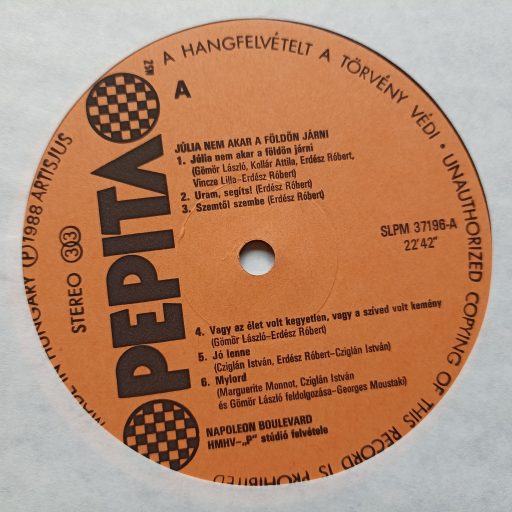 A HANGFELVÉTELT A TÖRVÉNY VÉDI • UNAUTHORIZED COPYING OF THIS RECORD IS PROHIBITED
MADE IN HUNGARY Ⓟ 1988 ARTISJUS
STEREO 33
PEPITA
NSZ
A
JÚLIA NEM AKAR A FÖLDÖN JÁRNI
1. Júlia nem akar a földön járni
(Gömör László, Kollár Attila, Erdész Róbert,
Vincze Lilla–Erdész Róbert)
2. Uram, segíts! (Erdész Róbert)
3. Szemtől szembe (Erdész Róbert)
SLPM 37196-A
22'42"
4. Vagy az élet volt kegyetlen, vagy a szíved volt kemény
(Gömör László–Erdész Róbert)
5. Jó lenne
(Cziglán István, Erdész Róbert–Cziglán István)
6. Mylord
(Marguerite Monnot, Cziglán István
és Gömör László feldolgozása–Georges Moustaki)
NAPOLEON BOULEVARD
HMHV–„P" stúdió felvétele